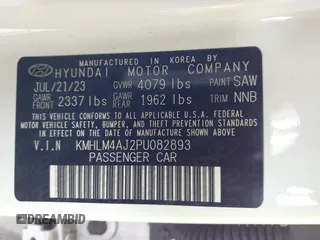 MANUFACTURED IN KOREA BY
HYUNDAI MOTOR COMPANY
JUL/21/23 GVWR 4079 lbs PAINT SAW
GAWR FRT 2337 lbs GAWR RR 1962 lbs TRIM NNB
THIS VEHICLE CONFORMS TO ALL APPLICABLE U.S.
FEDERAL MOTOR VEHICLE SAFETY, BUMPER, AND THEFT
PREVENTION STANDARDS IN EFFECT ON THE DATE OF
MANUFACTURE SHOWN ABOVE.
V.I.N KMHLM4AJ2PU082893
PASSENGER CAR
DREAMBID